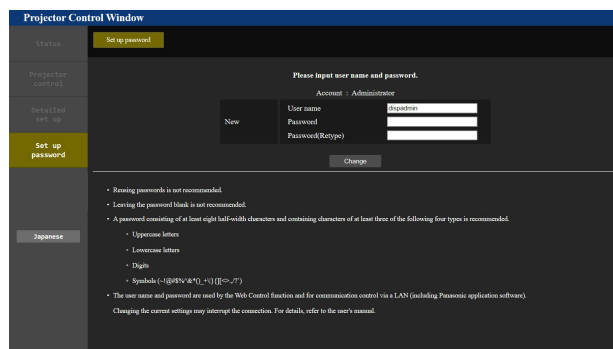 Projector Control Window
Status
Set up password
Projector
control
Detailed
set up
Set up
password
Japanese
Please input user name and password.
Account : Administrator
New
User name
dispadmin
Password
Password(Retype)
Change
• Reusing passwords is not recommended.
• Leaving the password blank is not recommended.
• A password consisting of at least eight half-width characters and containing characters of at least three of the following four types is recommended.
• Uppercase letters
• Lowercase letters
• Digits
• Symbols
• The user name and password are used by the Web Control function and for communication control via a LAN (including Panasonic application software).
Changing the current settings may interrupt the connection. For details, refer to the user's manual.